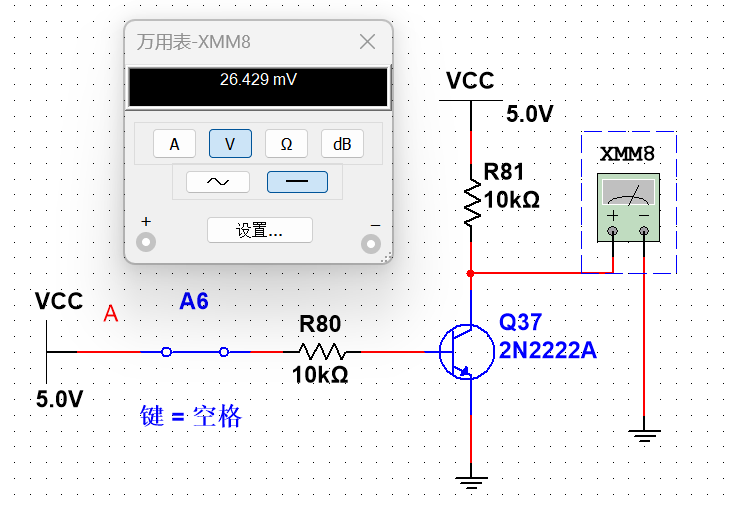 万用表-XMM8
26.429 mV
A
V
Ω
dB
+
设置...
−
VCC
5.0V
R81
10kΩ
XMM8
+
−
VCC
A
A6
5.0V
键 = 空格
R80
10kΩ
Q37
2N2222A